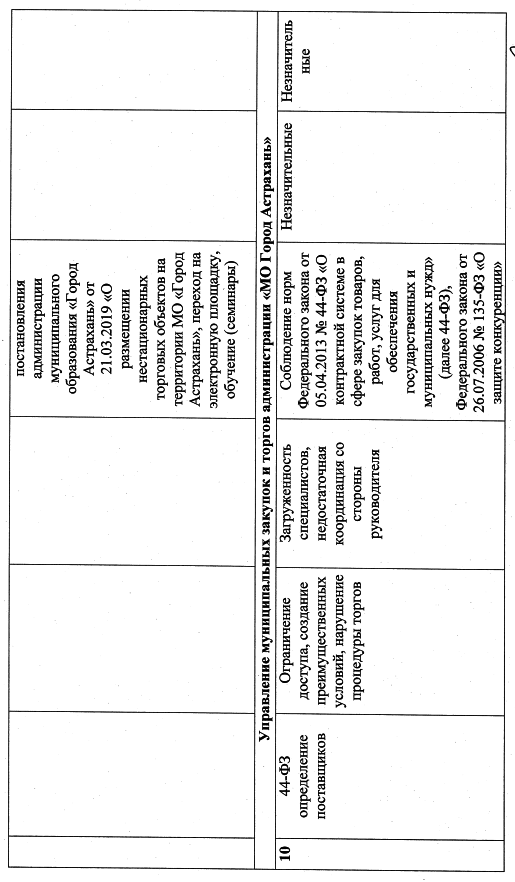 постановления
администрации
муниципального
образования «Город
Астрахань» от
21.03.2019 «О
размещении
нестационарных
торговых объектов на
территории МО «Город
Астрахань», переход на
электронную площадку,
обучение (семинары)
Управление муниципальных закупок и торгов администрации «МО Город Астрахань»
10
44-ФЗ
определение
поставщиков
Ограничение
доступа, создание
преимущественных
условий, нарушение
процедуры торгов
Загруженность
специалистов,
недостаточная
координация со
стороны
руководителя
Соблюдение норм
Федерального закона от
05.04.2013 № 44-ФЗ «О
контрактной системе в
сфере закупок товаров,
работ, услуг для
обеспечения
государственных и
муниципальных нужд»
(далее 44-ФЗ),
Федерального закона от
26.07.2006 № 135-ФЗ «О
защите конкуренции»
Незначительные
Незначитель
ные